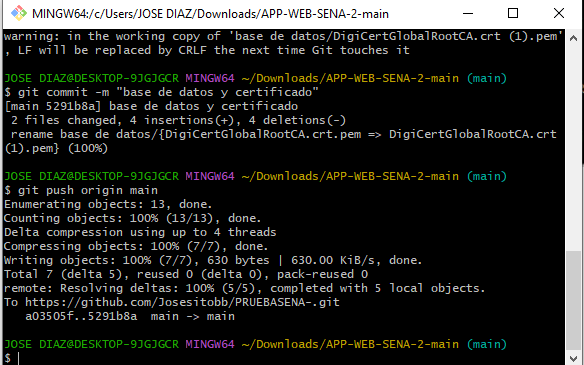 MINGW64:/c/Users/JOSE DIAZ/Downloads/APP-WEB-SENA-2-main
warning: in the working copy of 'base de datos/DigiCertGlobalRootCA.crt (1).pem'
, LF will be replaced by CRLF the next time Git touches it
JOSE DIAZ@DESKTOP-9JGJGCR MINGW64 ~/Downloads/APP-WEB-SENA-2-main (main)
$ git commit -m "base de datos y certificado"
[main 5291b8a] base de datos y certificado
2 files changed, 4 insertions(+), 4 deletions(-)
rename base de datos/{DigiCertGlobalRootCA.crt.pem => DigiCertGlobalRootCA.crt
(1).pem} (100%)
JOSE DIAZ@DESKTOP-9JGJGCR MINGW64 ~/Downloads/APP-WEB-SENA-2-main (main)
$ git push origin main
Enumerating objects: 13, done.
Counting objects: 100% (13/13), done.
Delta compression using up to 4 threads
Compressing objects: 100% (7/7), done.
Writing objects: 100% (7/7), 630 bytes | 630.00 KiB/s, done.
Total 7 (delta 5), reused 0 (delta 0), pack-reused 0
remote: Resolving deltas: 100% (5/5), completed with 5 local objects.
To https://github.com/Josesitobb/PRUEBASENA-.git
a03505f..5291b8a  main -> main
JOSE DIAZ@DESKTOP-9JGJGCR MINGW64 ~/Downloads/APP-WEB-SENA-2-main (main)
$